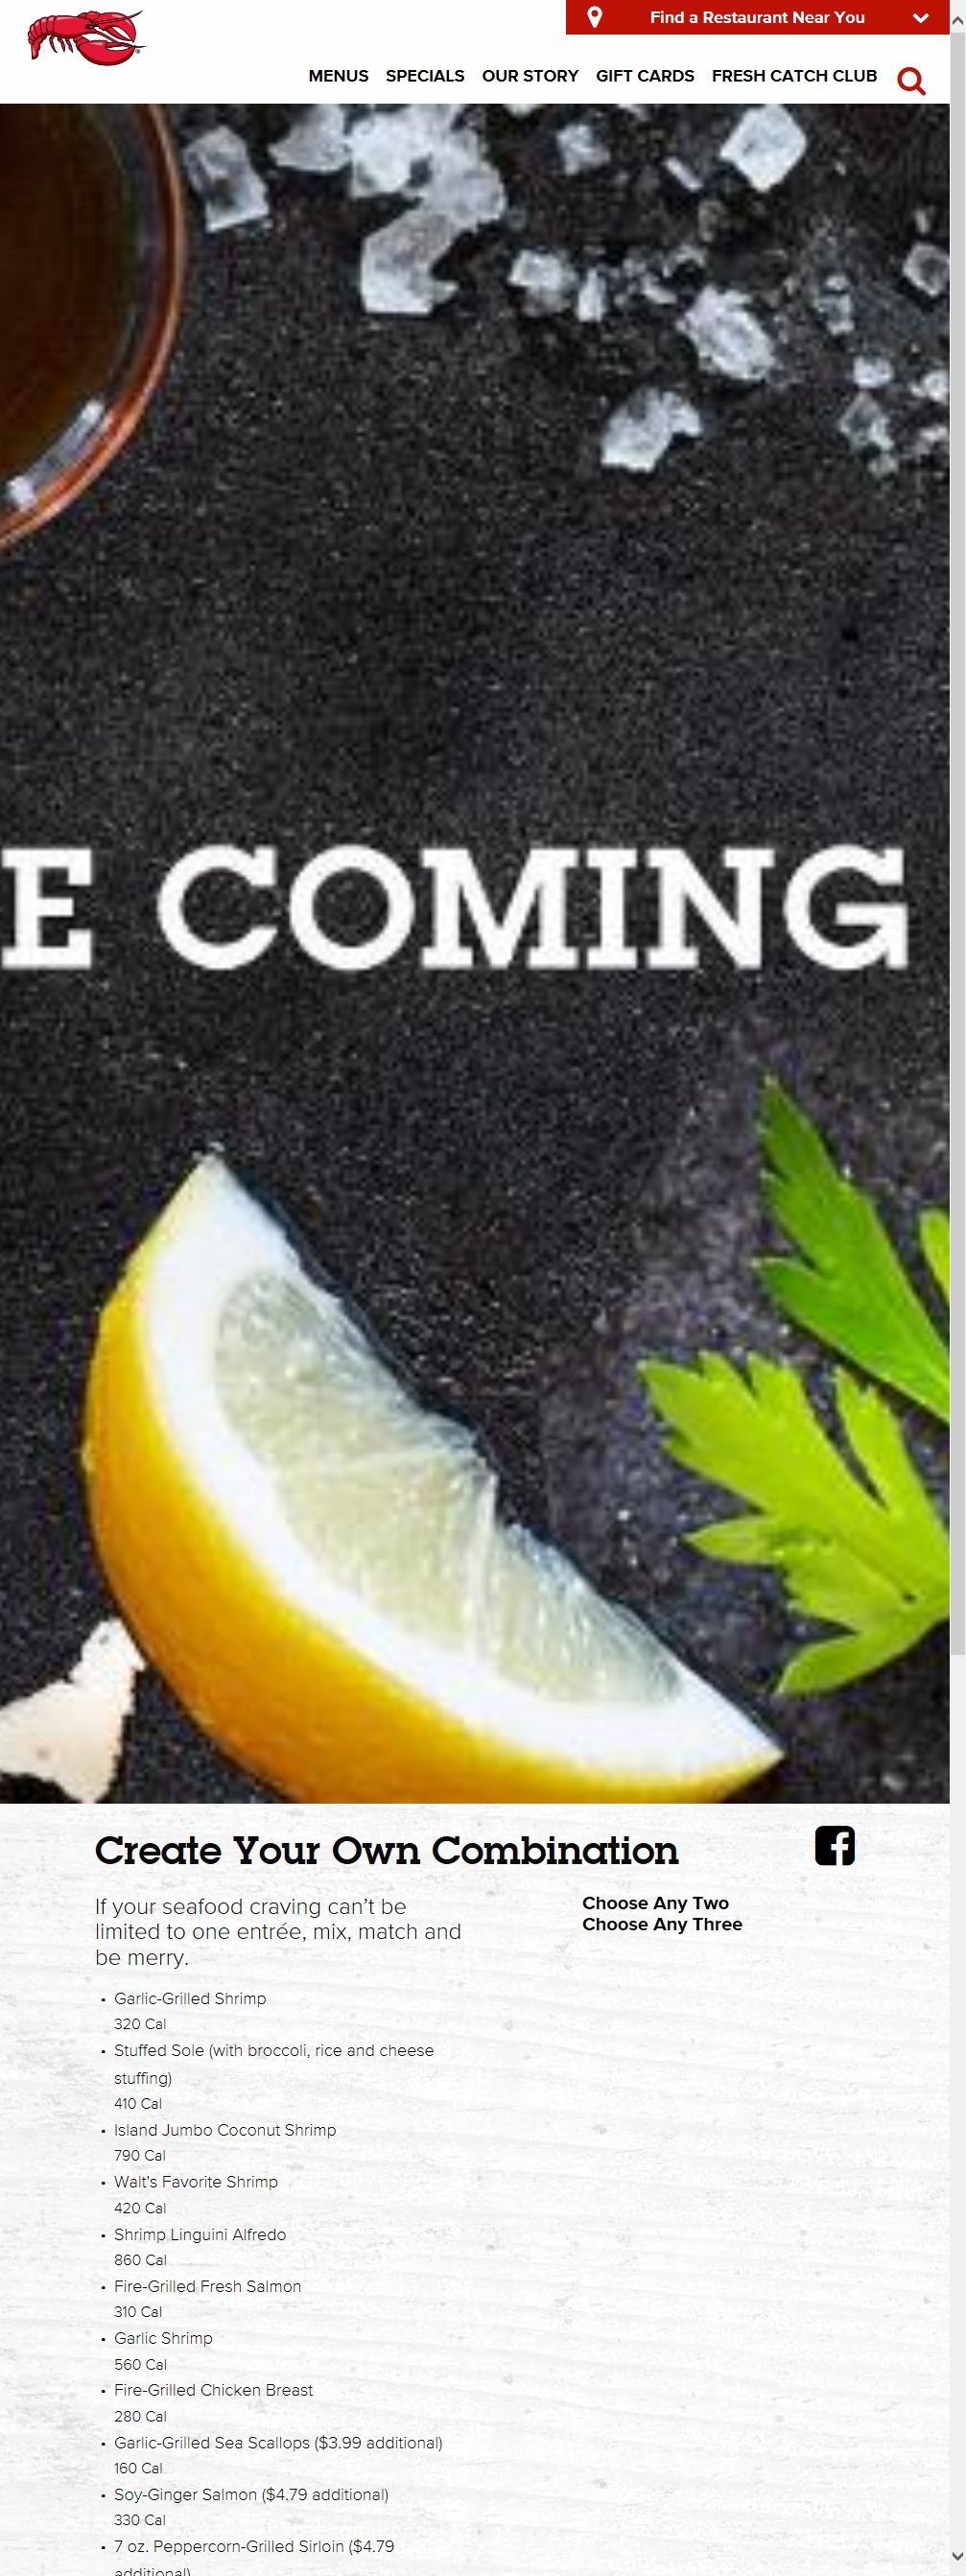 Find a Restaurant Near You
MENUS SPECIALS OUR STORY GIFT CARDS FRESH CATCH CLUB
E COMING
Create Your Own Combination
If your seafood craving can’t be
limited to one entrée, mix, match and
be merry.
Choose Any Two
Choose Any Three
• Garlic-Grilled Shrimp
320 Cal
• Stuffed Sole (with broccoli, rice and cheese
stuffing)
410 Cal
• Island Jumbo Coconut Shrimp
790 Cal
• Walt's Favorite Shrimp
420 Cal
• Shrimp Linguini Alfredo
860 Cal
• Fire-Grilled Fresh Salmon
310 Cal
• Garlic Shrimp
560 Cal
• Fire-Grilled Chicken Breast
280 Cal
• Garlic-Grilled Sea Scallops ($3.99 additional)
160 Cal
• Soy-Ginger Salmon ($4.79 additional)
330 Cal
• 7 oz. Peppercorn-Grilled Sirloin ($4.79
additional)